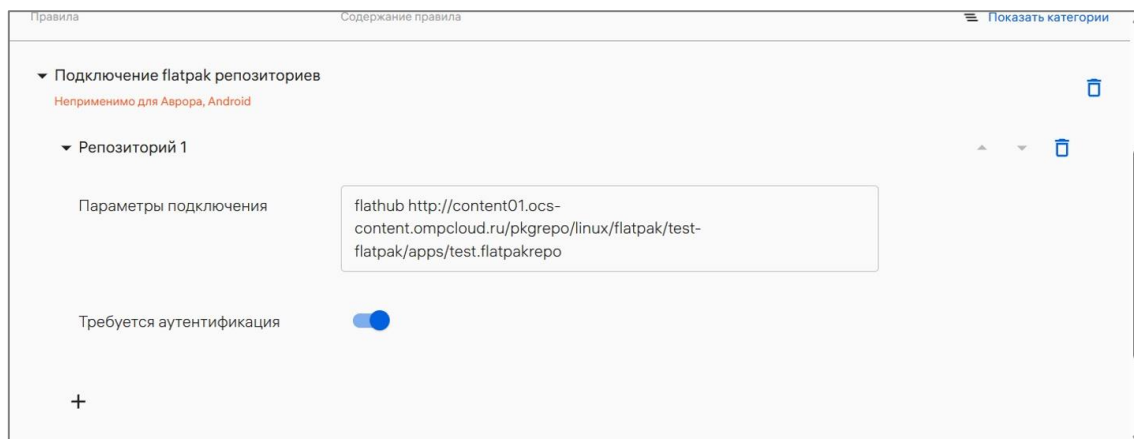 Правила Содержание правила Показать категории
Подключение flatpak репозиториев
Неприменимо для Аврора, Android
Репозиторий 1
Параметры подключения
flathub http://content01.ocs-
content.ompcloud.ru/pkgrepo/linux/flatpak/test-
flatpak/apps/test.flatpakrepo
Требуется аутентификация